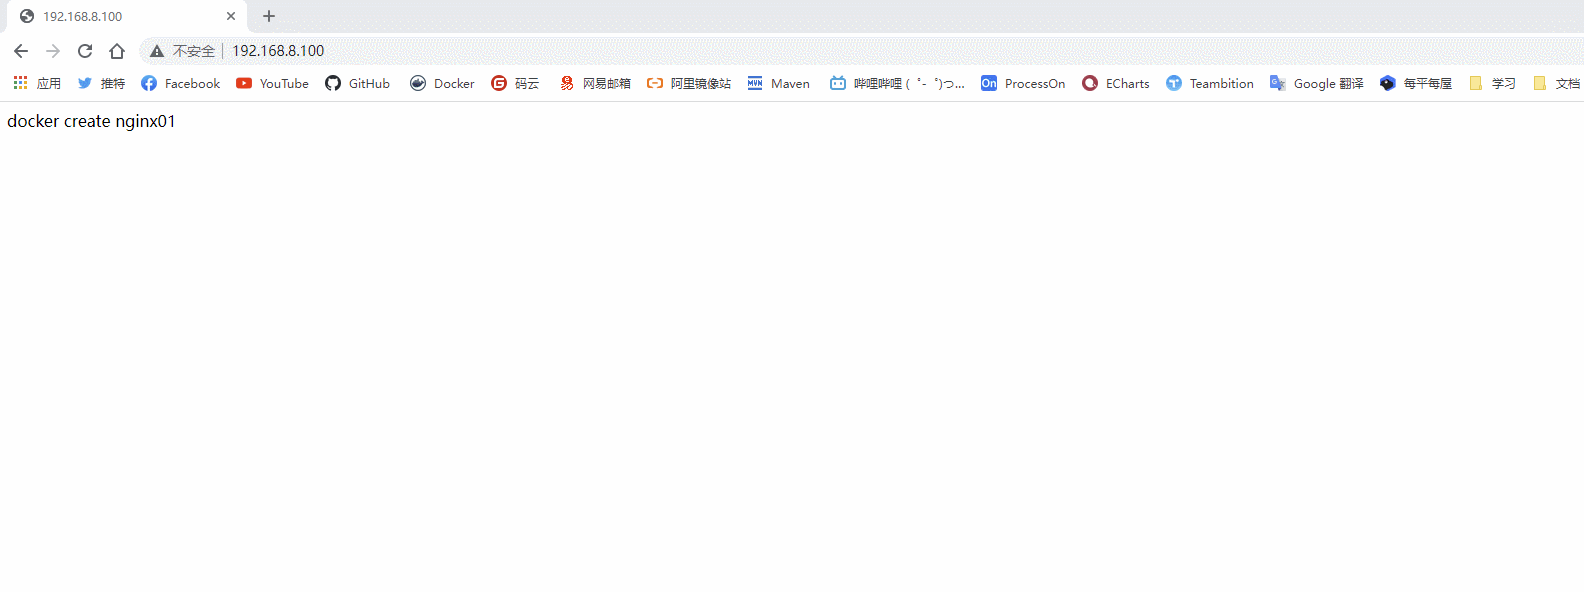 192.168.8.100
不安全 192.168.8.100
应用 推特 Facebook YouTube GitHub Docker 码云 网易邮箱 阿里镜像站 MVN Maven 哔哩哔哩 ( ゜- ゜)つ... On ProcessOn ECharts Teambition Google 翻译 每平每屋 学习 文档
docker create nginx01